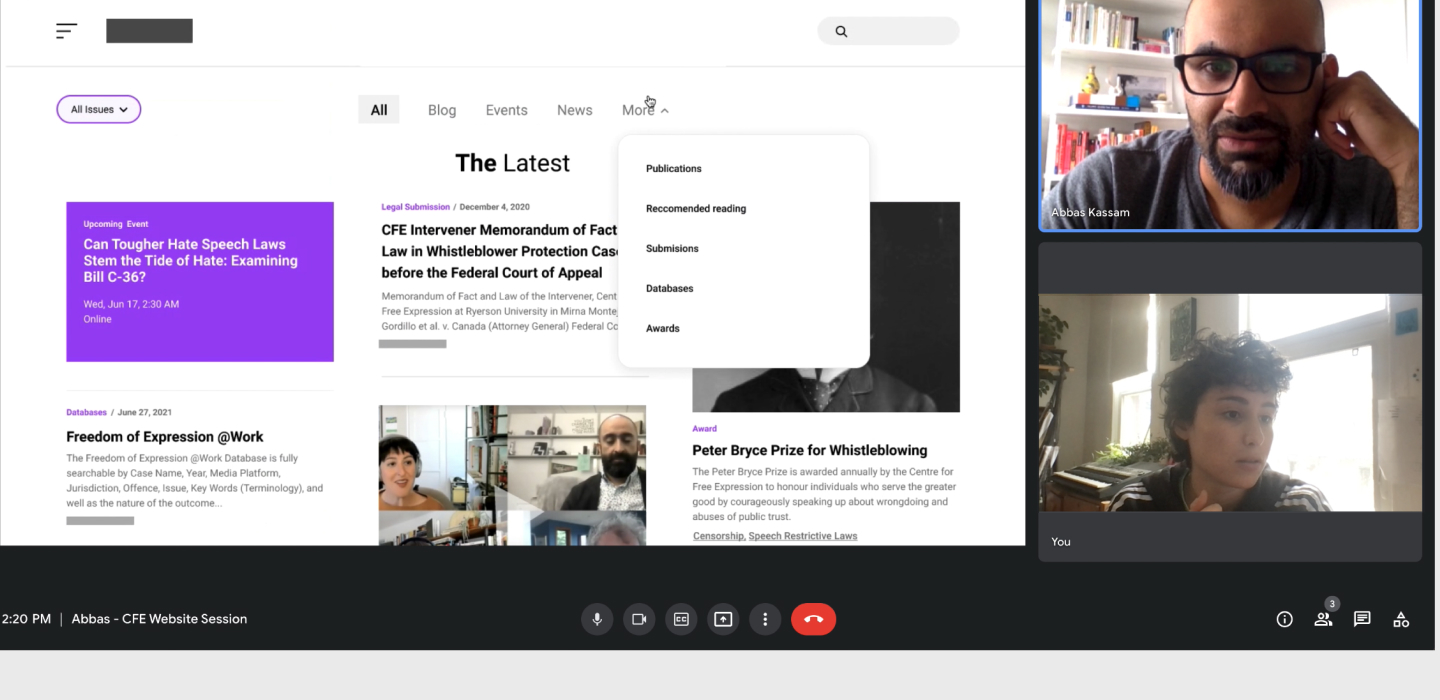 All Issues
All
Blog
Events
News
More
The Latest
Publications
Reccomended reading
Submisions
Databases
Awards
Upcoming Event
Can Tougher Hate Speech Laws
Stem the Tide of Hate: Examining
Bill C-36?
Wed, Jun 17, 2:30 AM
Online
Legal Submission / December 4, 2020
CFE Intervener Memorandum of Fact
Law in Whistleblower Protection Cas
before the Federal Court of Appeal
Memorandum of Fact and Law of the Intervener, Cent
Free Expression at Ryerson University in Mirna Monte
Gordillo et al. v. Canada (Attorney General) Federal Co
Databases / June 27, 2021
Freedom of Expression @Work
The Freedom of Expression @Work Database is fully
searchable by Case Name, Year, Media Platform,
Jurisdiction, Offence, Issue, Key Words (Terminology), and
well as the nature of the outcome...
Award
Peter Bryce Prize for Whistleblowing
The Peter Bryce Prize is awarded annually by the Centre for
Free Expression to honour individuals who serve the greater
good by courageously speaking up about wrongdoing and
abuses of public trust.
Censorship, Speech Restrictive Laws
Abbas Kassam
You
2:20 PM | Abbas - CFE Website Session
CC
3